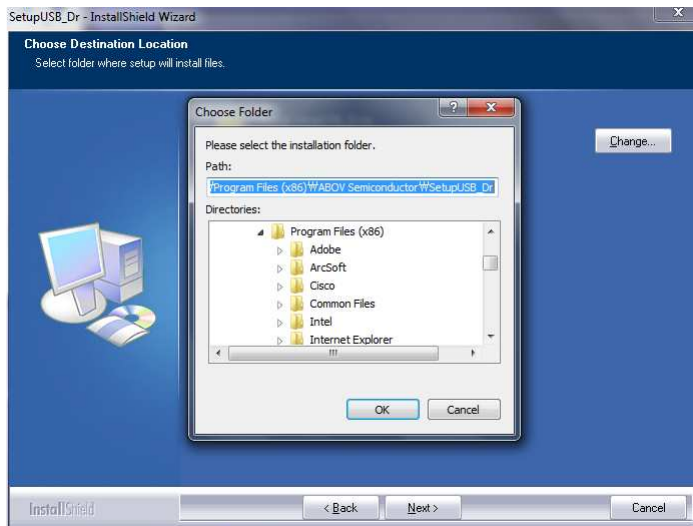 SetupUSB_Dr - InstallShield Wizard
Choose Destination Location
Select folder where setup will install files.
Choose Folder
Please select the installation folder.
Change...
Path:
₩Program Files (x86)₩ABOV Semiconductor₩SetupUSB_Dr
Directories:
Program Files (x86)
Adobe
ArcSoft
Cisco
Common Files
Intel
Internet Explorer
OK
Cancel
InstallShield
< Back
Next >
Cancel